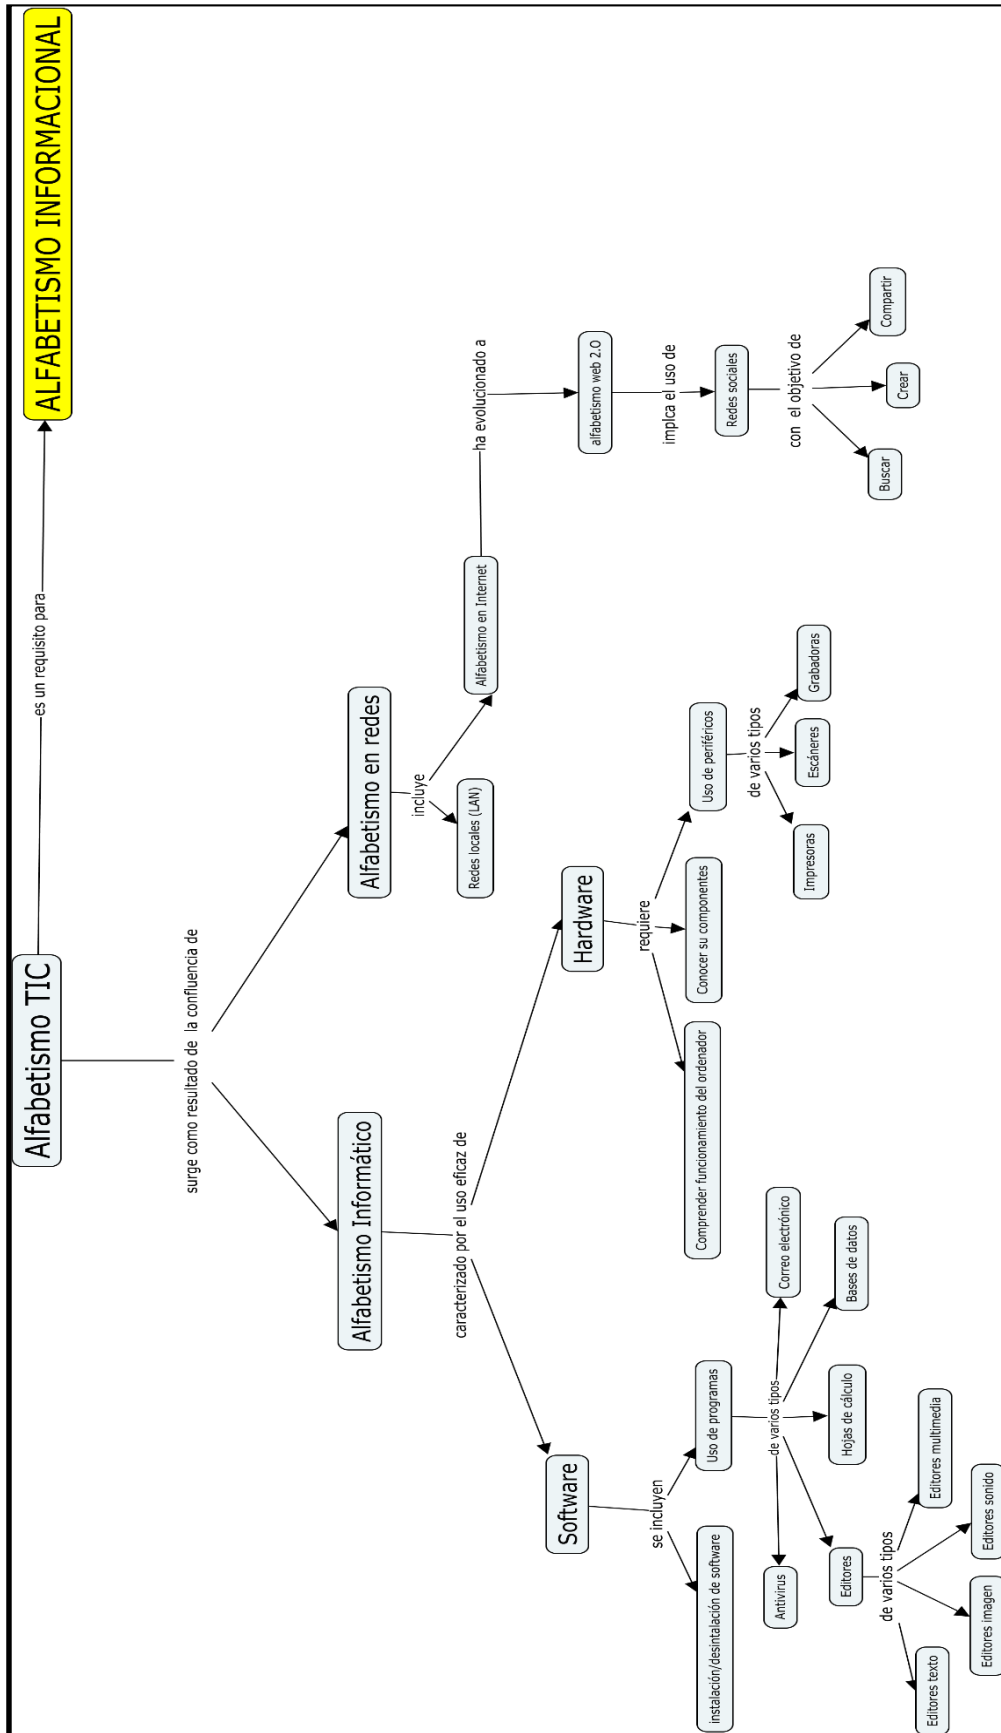 Alfabetismo TIC
es un requisito para
ALFABETISMO INFORMACIONAL
surge como resultado de la confluencia de
Alfabetismo Informático
Alfabetismo en redes
caracterizado por el uso eficaz de
incluye
Redes locales (LAN)
Alfabetismo en Internet
ha evolucionado a
Software
Hardware
alfabetismo web 2.0
se incluyen
requiere
implca el uso de
instalación/desintalación de software
Uso de programas
Comprender funcionamiento del ordenador
Conocer su componentes
Uso de periféricos
Redes sociales
de varios tipos
de varios tipos
con el objetivo de
Antivirus
Correo electrónico
Impresoras
Escáneres
Grabadoras
Editores
Hojas de cálculo
Bases de datos
Buscar
Crear
Compartir
de varios tipos
Editores texto
Editores multimedia
Editores imagen
Editores sonido